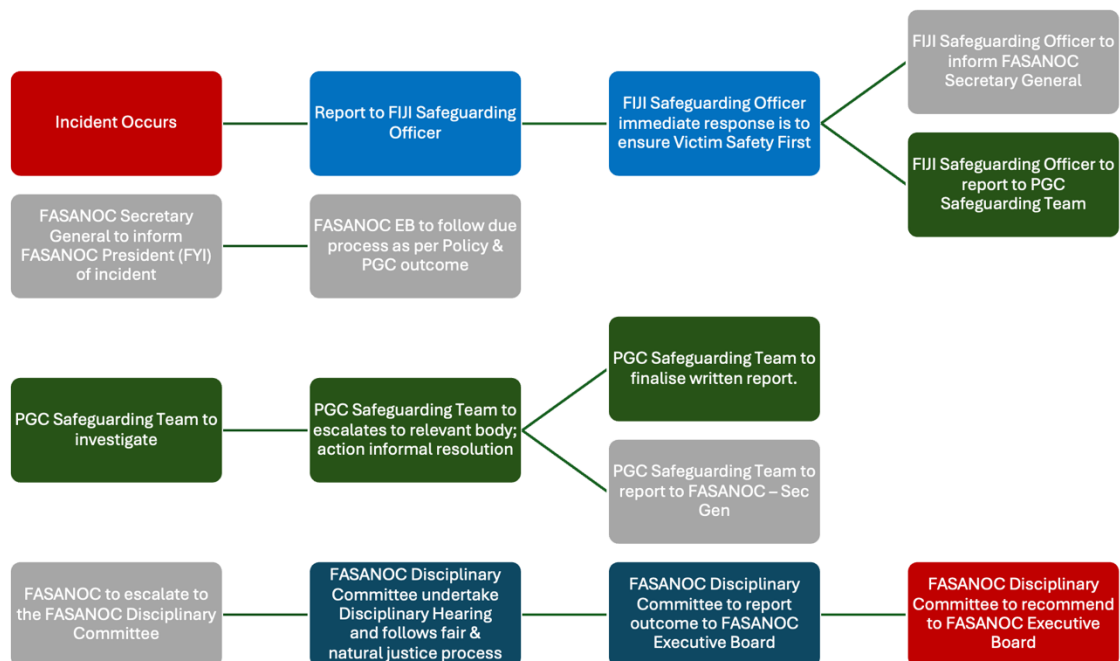 Incident Occurs
Report to FIJI Safeguarding
Officer
FIJI Safeguarding Officer
immediate response is to
ensure Victim Safety First
FIJI Safeguarding Officer to
inform FASANOC
Secretary General
FIJI Safeguarding Officer to
report to PGC
Safeguarding Team
FASANOC Secretary
General to inform
FASANOC President (FYI)
of incident
FASANOC EB to follow due
process as per Policy &
PGC outcome
PGC Safeguarding Team to
investigate
PGC Safeguarding Team to
escalates to relevant body;
action informal resolution
PGC Safeguarding Team to
finalise written report.
PGC Safeguarding Team to
report to FASANOC – Sec
Gen
FASANOC to escalate to
the FASANOC Disciplinary
Committee
FASANOC Disciplinary
Committee undertake
Disciplinary Hearing
and follows fair &
natural justice process
FASANOC Disciplinary
Committee to report
outcome to FASANOC
Executive Board
FASANOC Disciplinary
Committee to recommend
to FASANOC Executive
Board